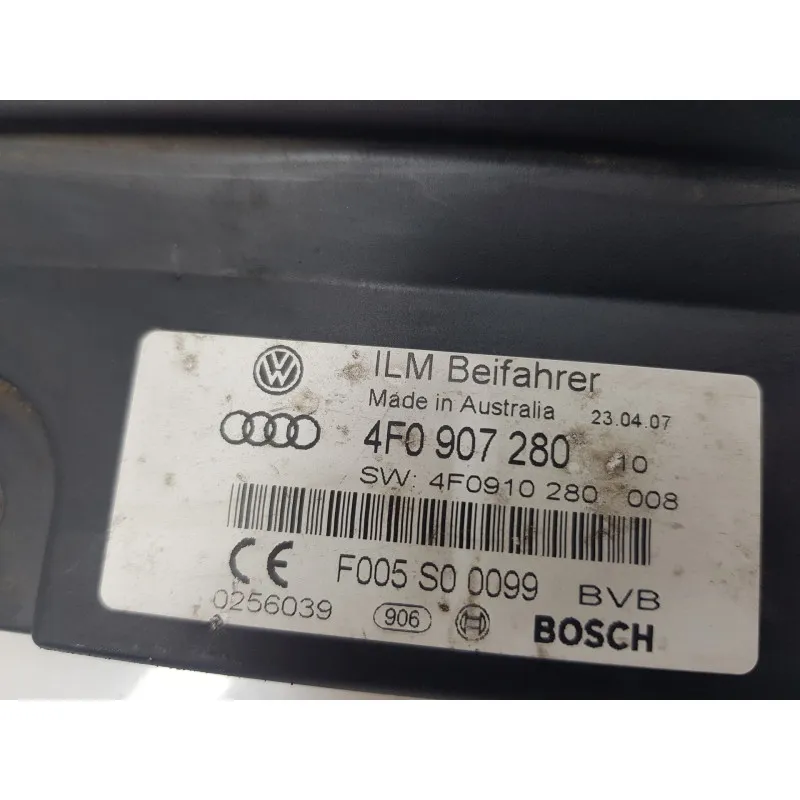 ILM Beifahrer
Made in Australia 23.04.07
4F0 907 280 10
SW: 4F0910 280 008
CE F005 S0 0099 BVB
0256039 906 BOSCH